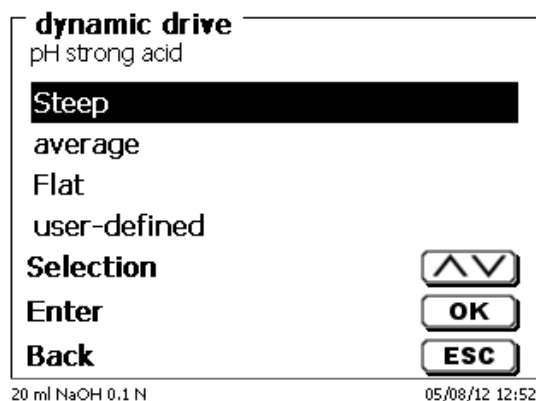 dynamic drive
pH strong acid
Steep
average
Flat
user-defined
Selection
Enter OK
Back ESC
20 ml NaOH 0.1 N 05/08/12 12:52